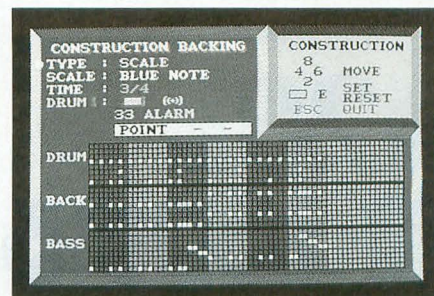 CONSTRUCTION BACKING
TYPE : SCALE
SCALE : BLUE NOTE
TIME : 3/4
DRUM :
33 ALARM
POINT - -
CONSTRUCTION
8
4 6 MOVE
2
SET
E RESET
ESC QUIT
DRUM
BACK
BASS